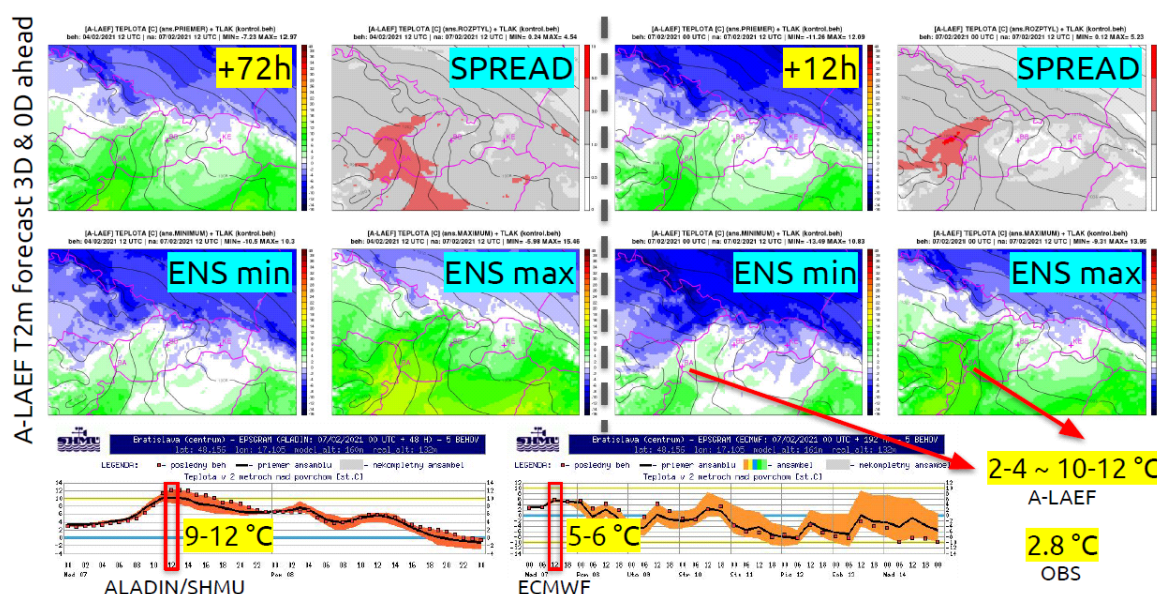 A-LAEF T2m forecast 3D & 0D ahead
[A-LAEF] TEPLOTA [C] (ans.PRIEMER) + TLAK (kontrol.beh)
beh: 04/02/2021 12 UTC | na: 07/02/2021 12 UTC | MIN= -7.23 MAX= 12.97
+72h
[A-LAEF] TEPLOTA [C] (ans.ROZPTYL) + TLAK (kontrol.beh)
beh: 04/02/2021 12 UTC | na: 07/02/2021 12 UTC | MIN= 0.24 MAX= 4.54
SPREAD
[A-LAEF] TEPLOTA [C] (ans.PRIEMER) + TLAK (kontrol.beh)
beh: 07/02/2021 00 UTC | na: 07/02/2021 12 UTC | MIN= -11.26 MAX= 12.09
+12h
[A-LAEF] TEPLOTA [C] (ans.ROZPTYL) + TLAK (kontrol.beh)
beh: 07/02/2021 00 UTC | na: 07/02/2021 12 UTC | MIN= 0.12 MAX= 5.23
SPREAD
[A-LAEF] TEPLOTA [C] (ans.MINIMUM) + TLAK (kontrol.beh)
beh: 04/02/2021 12 UTC | na: 07/02/2021 12 UTC | MIN= -10.5 MAX= 10.3
ENS min
[A-LAEF] TEPLOTA [C] (ans.MAXIMUM) + TLAK (kontrol.beh)
beh: 04/02/2021 12 UTC | na: 07/02/2021 12 UTC | MIN= -5.98 MAX= 15.46
ENS max
[A-LAEF] TEPLOTA [C] (ans.MINIMUM) + TLAK (kontrol.beh)
beh: 07/02/2021 00 UTC | na: 07/02/2021 12 UTC | MIN= -13.49 MAX= 10.83
ENS min
[A-LAEF] TEPLOTA [C] (ans.MAXIMUM) + TLAK (kontrol.beh)
beh: 07/02/2021 00 UTC | na: 07/02/2021 12 UTC | MIN= -9.31 MAX= 13.95
ENS max
BA BB KE
SHMU
Bratislava (centrum) - EPSGRAM (ALADIN: 07/02/2021 00 UTC + 48 H) - 5 BEHOV
lat: 48.156 lon: 17.105 model_alt: 160m real_alt: 132m
LEGENDA: - posledny beh - priemer ansamblu - nekompletny ansambel
Teplota v 2 metroch nad povrchom [st.C]
9-12 °C
Ned 07 Pon 08
ALADIN/SHMU
SHMU
Bratislava (centrum) - EPSGRAM (ECMWF: 07/02/2021 00 UTC + 192 H) - 5 BEHOV
lat: 48.156 lon: 17.105 model_alt: 161m real_alt: 132m
LEGENDA: - posledny beh - priemer ansamblu - ansambel - nekompletny ansambel
Teplota v 2 metroch nad povrchom [st.C]
5-6 °C
Ned 07 Pon 08 Uto 09 Str 10 Stv 11 Pia 12 Sob 13 Ned 14
ECMWF
2-4 ~ 10-12 °C
A-LAEF
2.8 °C
OBS